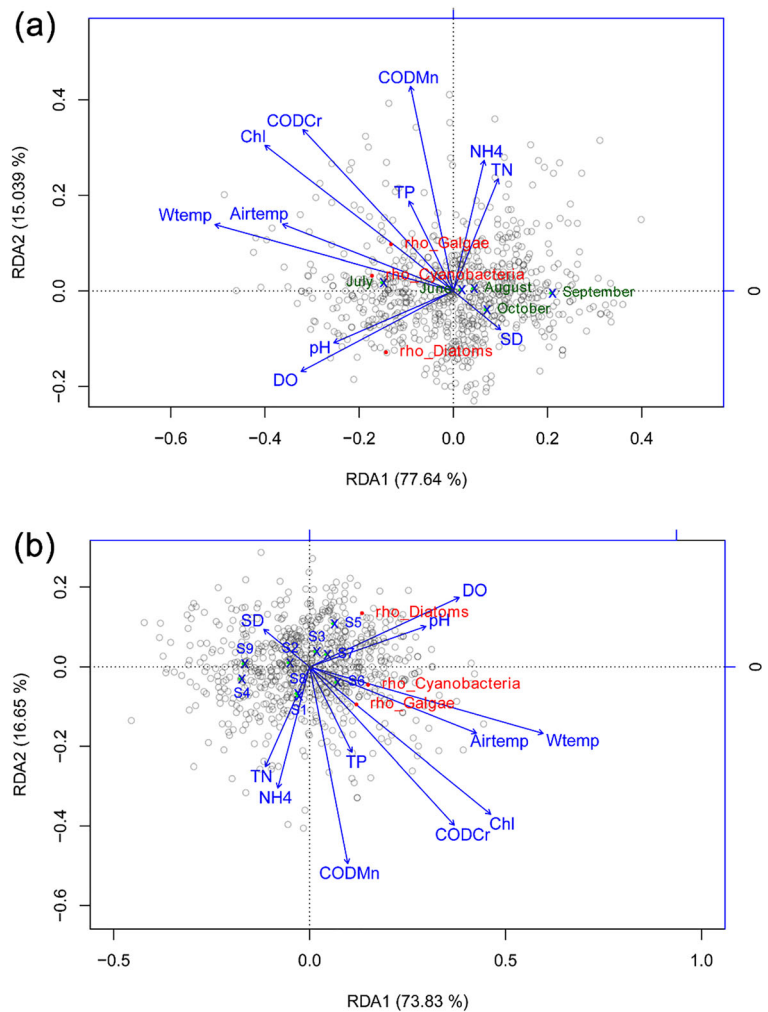 (a)
CODMn
0.4
CODCr
Chl
NH4
TN
TP
0.2
Wtemp
Airtemp
rho_Galgae
rho_Cyanobacteria
July
June
August
September
October
0.0
0
SD
pH
rho_Diatoms
DO
−0.2
RDA2 (15.039 %)
−0.6
−0.4
−0.2
0.0
0.2
0.4
RDA1 (77.64 %)
(b)
0.2
DO
rho_Diatoms
pH
SD
S5
S3
S9
S2
S7
0.0
0
S4
S8
S6
rho_Cyanobacteria
S1
rho_Galgae
Airtemp
Wtemp
−0.2
TN
TP
NH4
−0.4
Chl
CODCr
CODMn
−0.6
RDA2 (16.65 %)
−0.5
0.0
0.5
1.0
RDA1 (73.83 %)